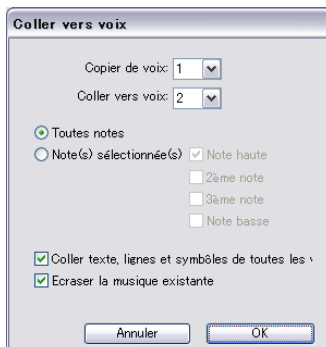 Coller vers voix
Copier de voix: 1
Coller vers voix: 2
Toutes notes
Note(s) sélectionnée(s) Note haute
2ème note
3ème note
Note basse
Coller texte, lignes et symbôles de toutes les
Ecraser la musique existante
Annuler OK